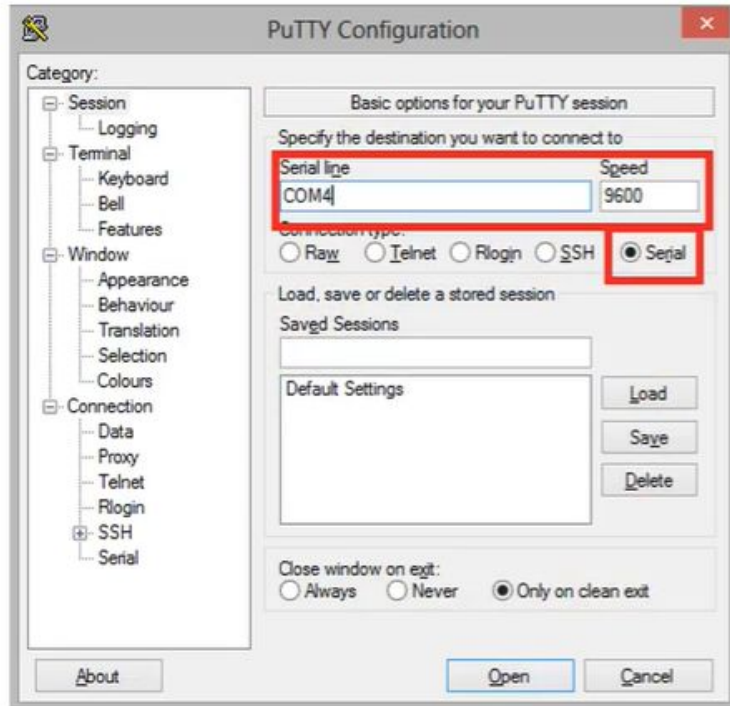 PuTTY Configuration
Category:
Session
Logging
Terminal
Keyboard
Bell
Features
Window
Appearance
Behaviour
Translation
Selection
Colours
Connection
Data
Proxy
Telnet
Rlogin
SSH
Serial
Basic options for your PuTTY session
Specify the destination you want to connect to
Serial line Speed
COM4 9600
Connection type:
Raw Telnet Rlogin SSH Serial
Load, save or delete a stored session
Saved Sessions
Default Settings
Load
Save
Delete
Close window on exit:
Always Never Only on clean exit
About Open Cancel